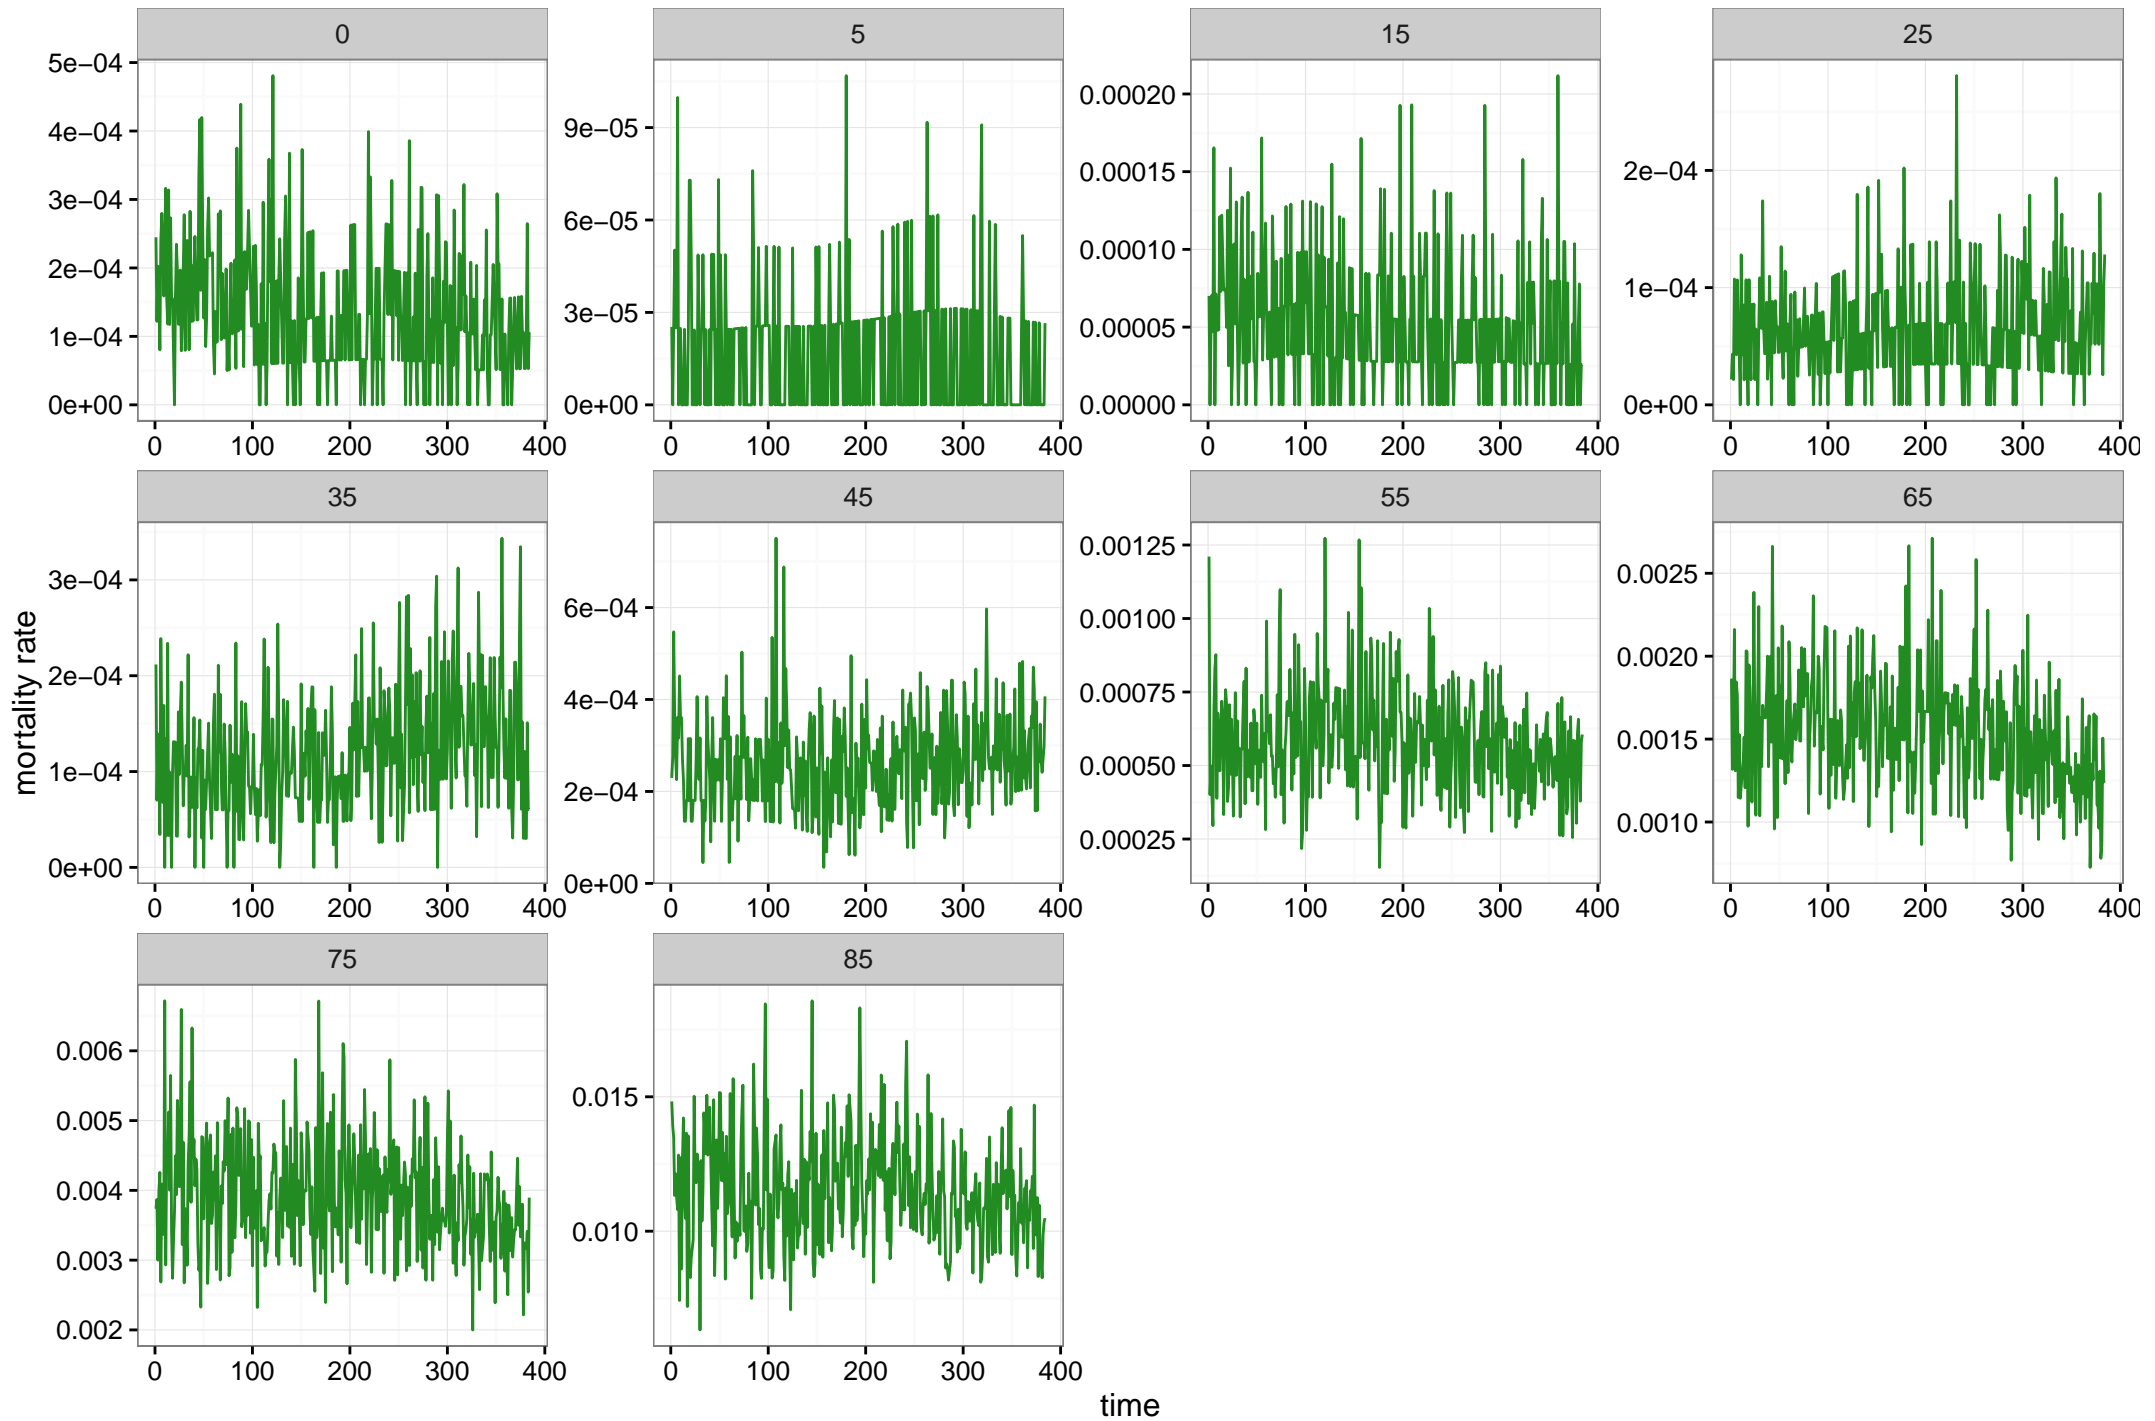 0 5 15 25
5e−04
4e−04
3e−04
2e−04
1e−04
0e+00
9e−05
6e−05
3e−05
0e+00
0.00020
0.00015
0.00010
0.00005
0.00000
2e−04
1e−04
0e+00
0 100 200 300 400 0 100 200 300 400 0 100 200 300 400 0 100 200 300 400
35 45 55 65
mortality rate
3e−04
2e−04
1e−04
0e+00
6e−04
4e−04
2e−04
0e+00
0.00125
0.00100
0.00075
0.00050
0.00025
0.0025
0.0020
0.0015
0.0010
0 100 200 300 400 0 100 200 300 400 0 100 200 300 400 0 100 200 300 400
75 85
0.006
0.005
0.004
0.003
0.002
0.015
0.010
0 100 200 300 400 0 100 200 300 400
time